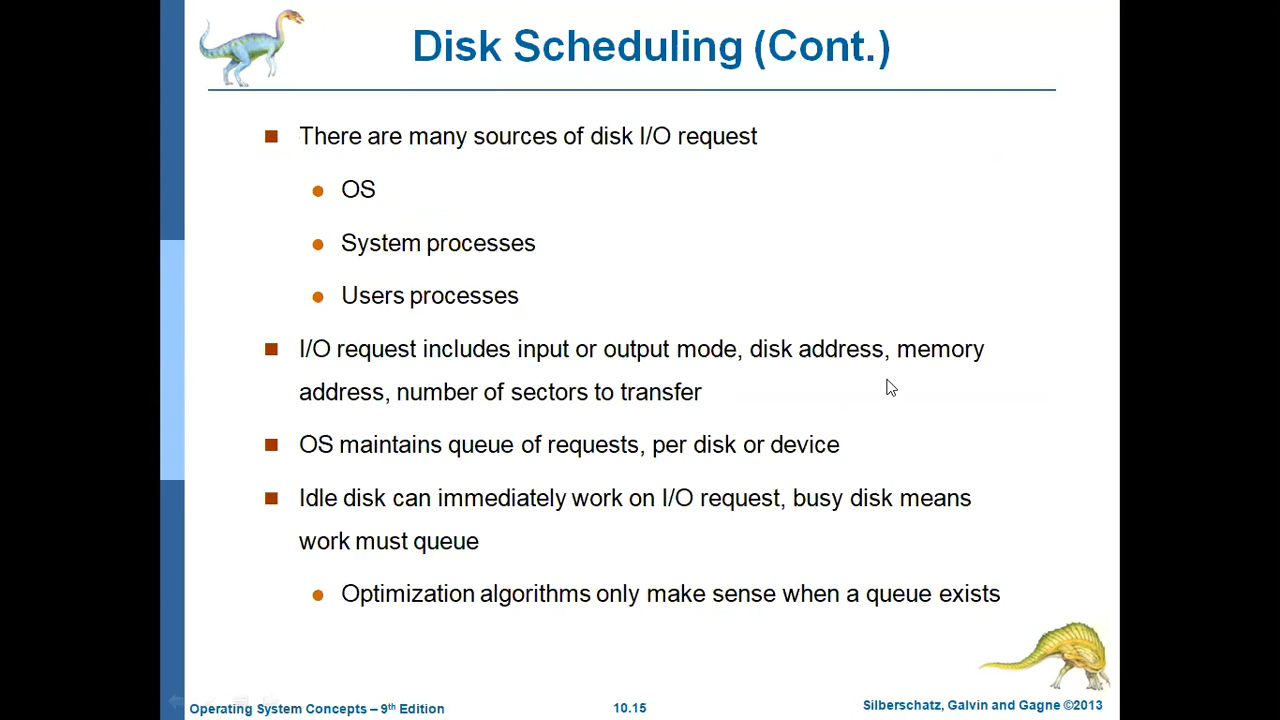 Disk Scheduling (Cont.)
There are many sources of disk I/O request
OS
System processes
Users processes
I/O request includes input or output mode, disk address, memory
address, number of sectors to transfer
OS maintains queue of requests, per disk or device
Idle disk can immediately work on I/O request, busy disk means
work must queue
Optimization algorithms only make sense when a queue exists
Operating System Concepts – 9th Edition
10.15
Silberschatz, Galvin and Gagne ©2013